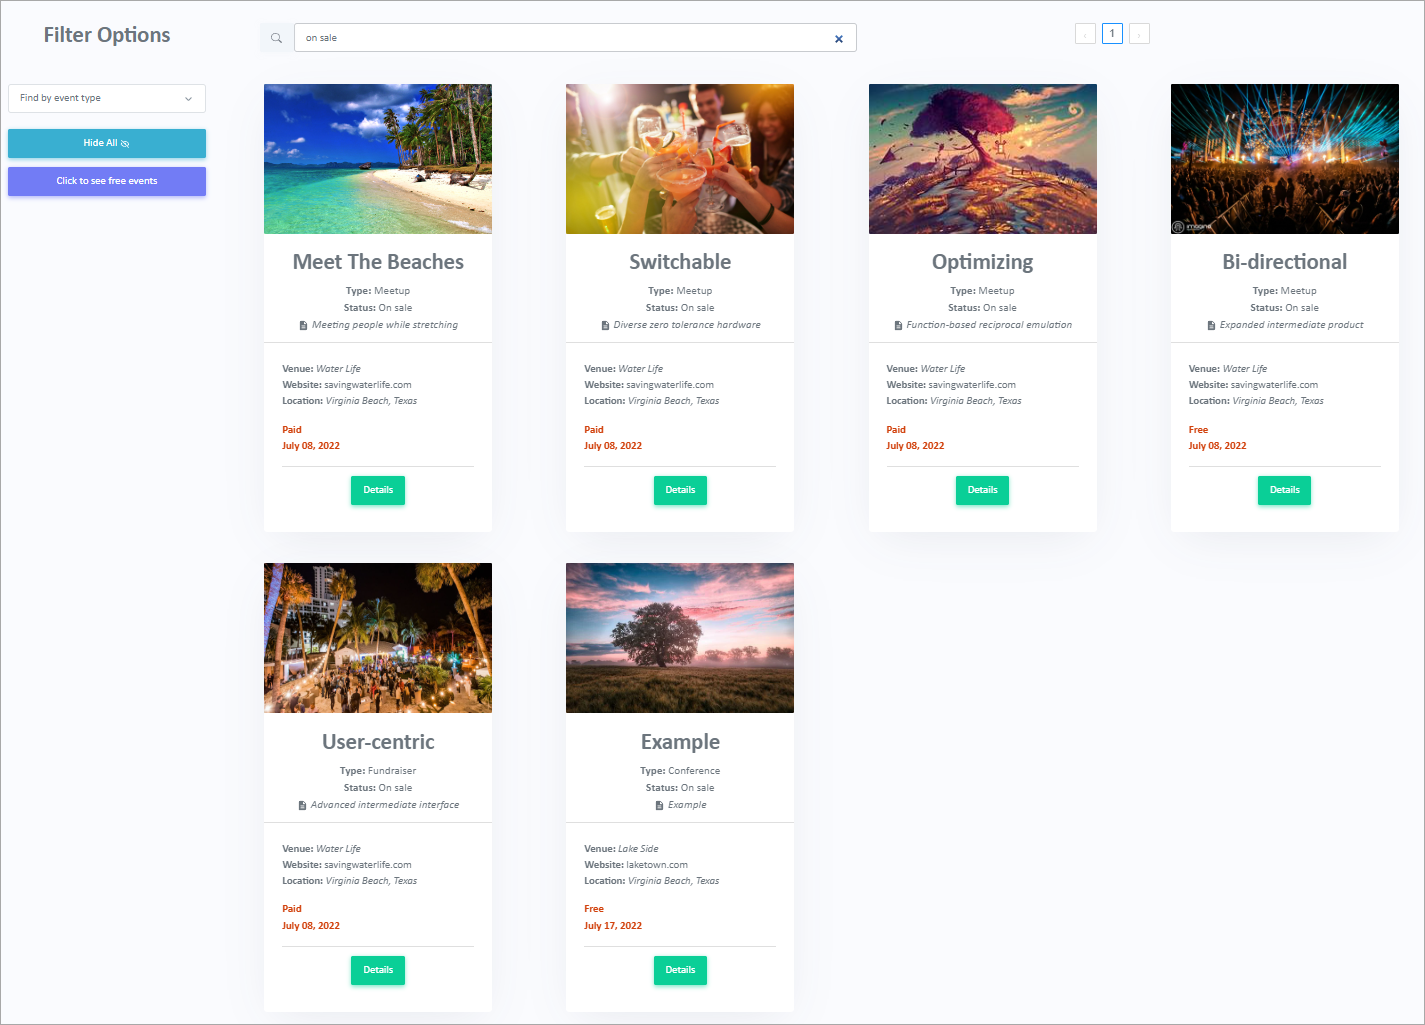 Filter Options
on sale
1
Find by event type
Hide All
Click to see free events
Meet The Beaches
Type: Meetup
Status: On sale
Meeting people while stretching
Venue: Water Life
Website: savingwaterlife.com
Location: Virginia Beach, Texas
Paid
July 08, 2022
Details
Switchable
Type: Meetup
Status: On sale
Diverse zero tolerance hardware
Venue: Water Life
Website: savingwaterlife.com
Location: Virginia Beach, Texas
Paid
July 08, 2022
Details
Optimizing
Type: Meetup
Status: On sale
Function-based reciprocal emulation
Venue: Water Life
Website: savingwaterlife.com
Location: Virginia Beach, Texas
Paid
July 08, 2022
Details
imagine
Bi-directional
Type: Meetup
Status: On sale
Expanded intermediate product
Venue: Water Life
Website: savingwaterlife.com
Location: Virginia Beach, Texas
Free
July 08, 2022
Details
User-centric
Type: Fundraiser
Status: On sale
Advanced intermediate interface
Venue: Water Life
Website: savingwaterlife.com
Location: Virginia Beach, Texas
Paid
July 08, 2022
Details
Example
Type: Conference
Status: On sale
Example
Venue: Lake Side
Website: laketown.com
Location: Virginia Beach, Texas
Free
July 17, 2022
Details